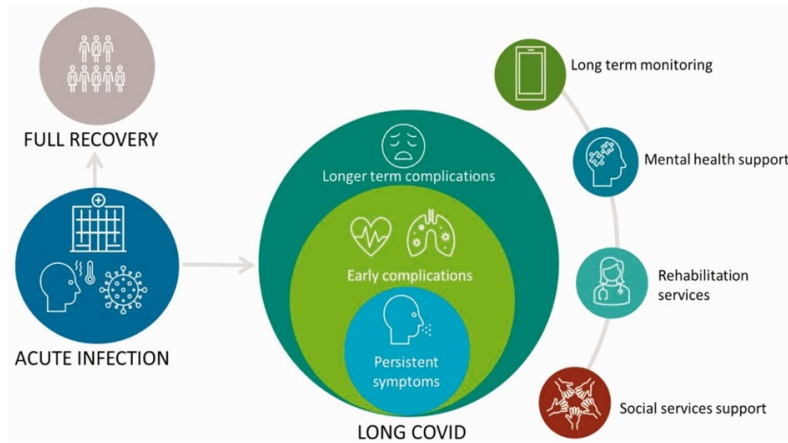 FULL RECOVERY
ACUTE INFECTION
Longer term complications
Early complications
Persistent
symptoms
LONG COVID
Long term monitoring
Mental health support
Rehabilitation
services
Social services support